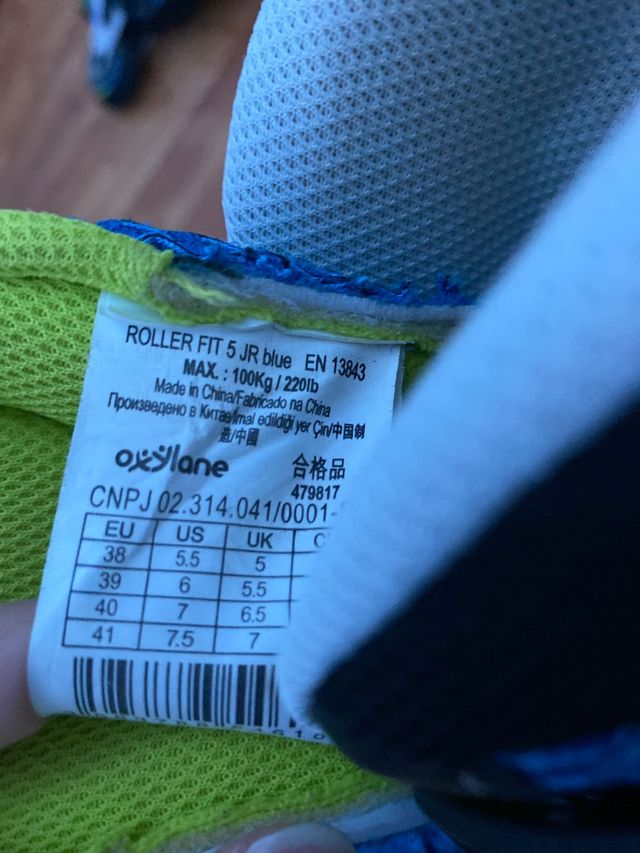 ROLLER FIT 5 JR blue EN 13843
MAX. : 100Kg / 220lb
Made in China/Fabricado na China
Произведено в Китае/Imal edildiği yer Çin/中国制
造/中國
oxylane 合格品
479817
CNPJ 02.314.041/0001-
EU US UK
38 5.5 5
39 6 5.5
40 7 6.5
41 7.5 7